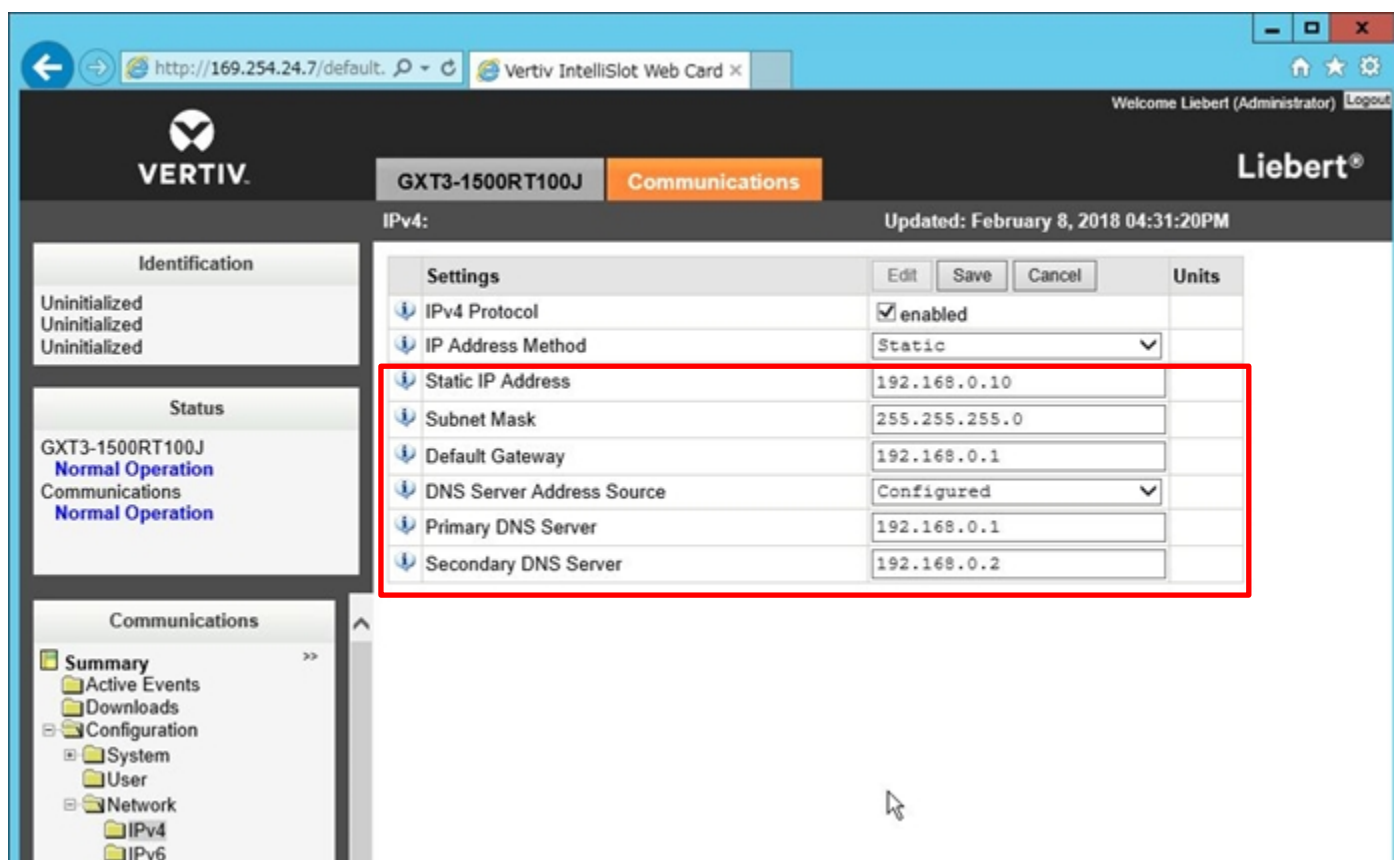 http://169.254.24.7/default.
Vertiv IntelliSlot Web Card
Welcome Liebert (Administrator) Logout
VERTIV.
GXT3-1500RT100J
Communications
Liebert®
IPv4:
Updated: February 8, 2018 04:31:20PM
Identification
Uninitialized
Uninitialized
Uninitialized
Status
GXT3-1500RT100J
Normal Operation
Communications
Normal Operation
Communications
Summary >>
Active Events
Downloads
Configuration
System
User
Network
IPv4
IPv6
Settings Edit Save Cancel Units
IPv4 Protocol enabled
IP Address Method Static
Static IP Address 192.168.0.10
Subnet Mask 255.255.255.0
Default Gateway 192.168.0.1
DNS Server Address Source Configured
Primary DNS Server 192.168.0.1
Secondary DNS Server 192.168.0.2